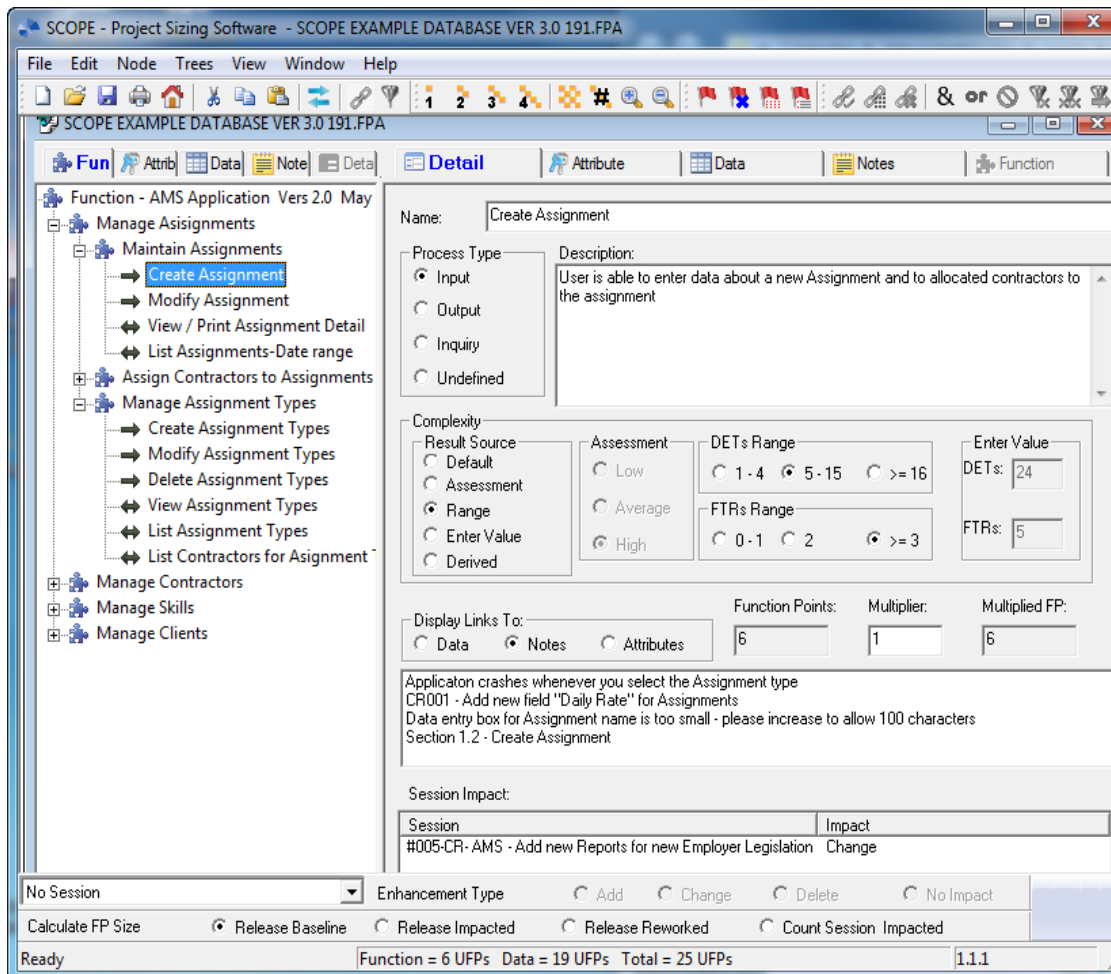 SCOPE - Project Sizing Software - SCOPE EXAMPLE DATABASE VER 3.0 191.FPA
File Edit Node Trees View Window Help
1 2 3 4 # & or
SCOPE EXAMPLE DATABASE VER 3.0 191.FPA
Fun Attrib Data Note Deta
Detail Attribute Data Notes Function
Function - AMS Application Vers 2.0 May
Manage Asisignments
Maintain Assignments
Create Assignment
Modify Assignment
View / Print Assignment Detail
List Assignments-Date range
Assign Contractors to Assignments
Manage Assignment Types
Create Assignment Types
Modify Assignment Types
Delete Assignment Types
View Assignment Types
List Assignment Types
List Contractors for Asignment
Manage Contractors
Manage Skills
Manage Clients
Name: Create Assignment
Process Type
Input
Output
Inquiry
Undefined
Description:
User is able to enter data about a new Assignment and to allocated contractors to
the assignment
Complexity
Result Source
Default
Assessment
Range
Enter Value
Derived
Assessment
Low
Average
High
DETs Range
1 - 4 5 - 15 >= 16
FTRs Range
0 - 1 2 >= 3
Enter Value
DETs: 24
FTRs: 5
Display Links To:
Data Notes Attributes
Function Points: Multiplier: Multiplied FP:
6 1 6
Applicaton crashes whenever you select the Assignment type
CR001 - Add new field "Daily Rate" for Assignments
Data entry box for Assignment name is too small - please increase to allow 100 characters
Section 1.2 - Create Assignment
Session Impact:
Session Impact
#005-CR- AMS - Add new Reports for new Employer Legislation Change
No Session Enhancement Type Add Change Delete No Impact
Calculate FP Size Release Baseline Release Impacted Release Reworked Count Session Impacted
Ready Function = 6 UFPs Data = 19 UFPs Total = 25 UFPs 1.1.1